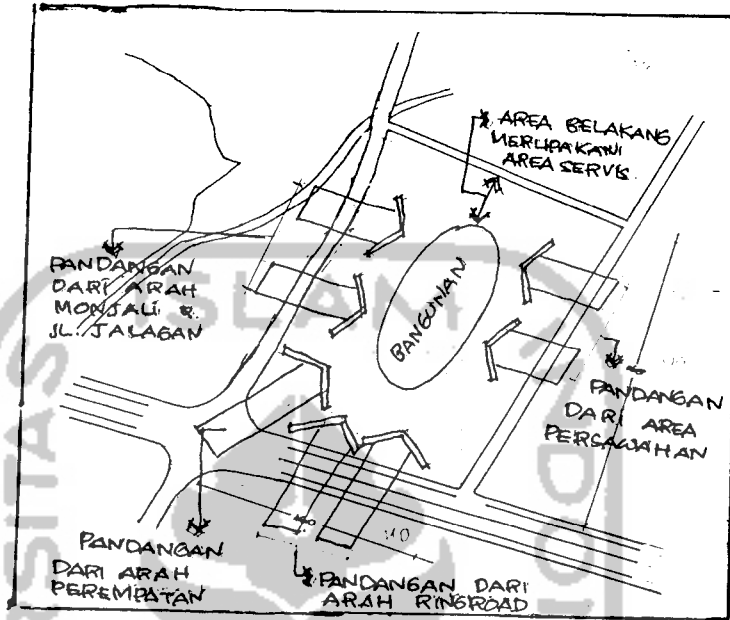 * AREA BELAKANG
MERUPAKAN
AREA SERVIS
PANDANGAN
DARI ARAH
MONJALI &
JL. JALAGAN
BANGUNAN
PANDANGAN
DARI AREA
PERSAWAHAN
PANDANGAN
DARI ARAH
PEREMPATAN
* PANDANGAN DARI
ARAH RINGROAD
ISLAM